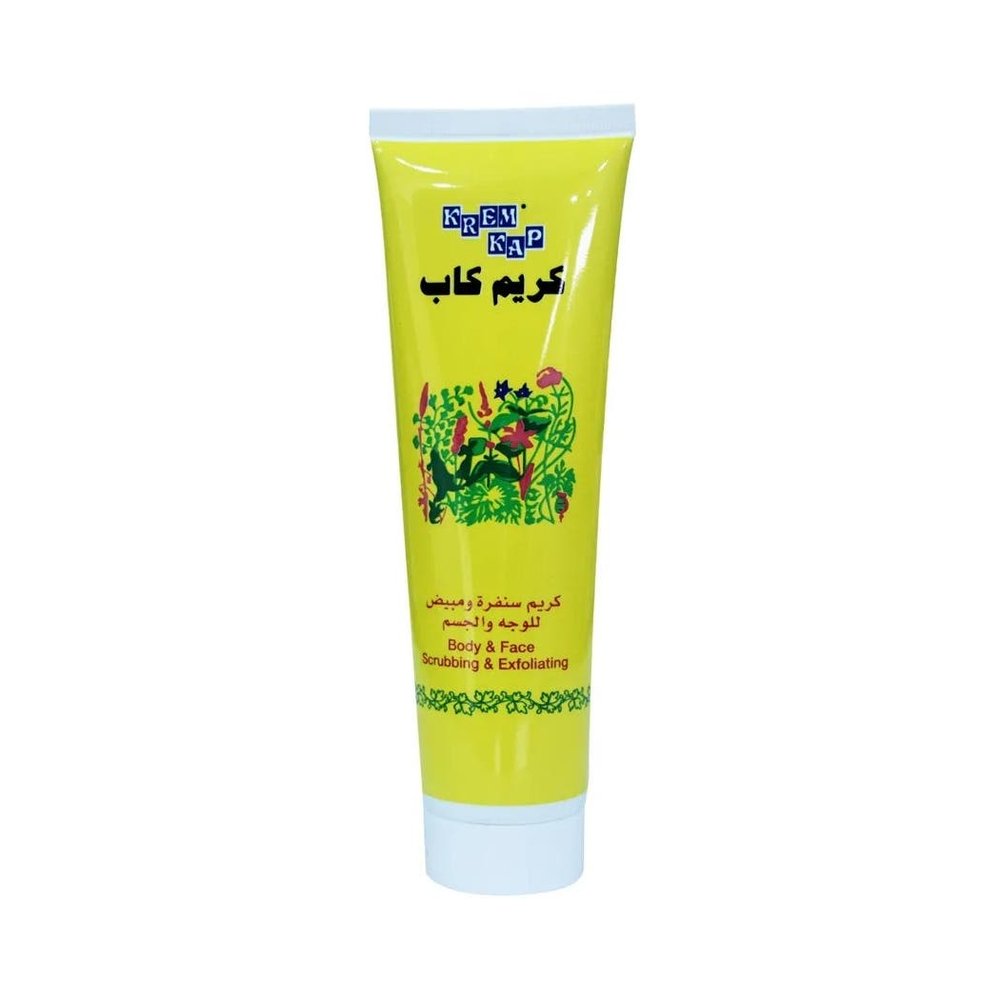 KREM
KAP
كريم كاب
كريم سنفرة ومبيض
للوجه والجسم
Body & Face
Scrubbing & Exfoliating